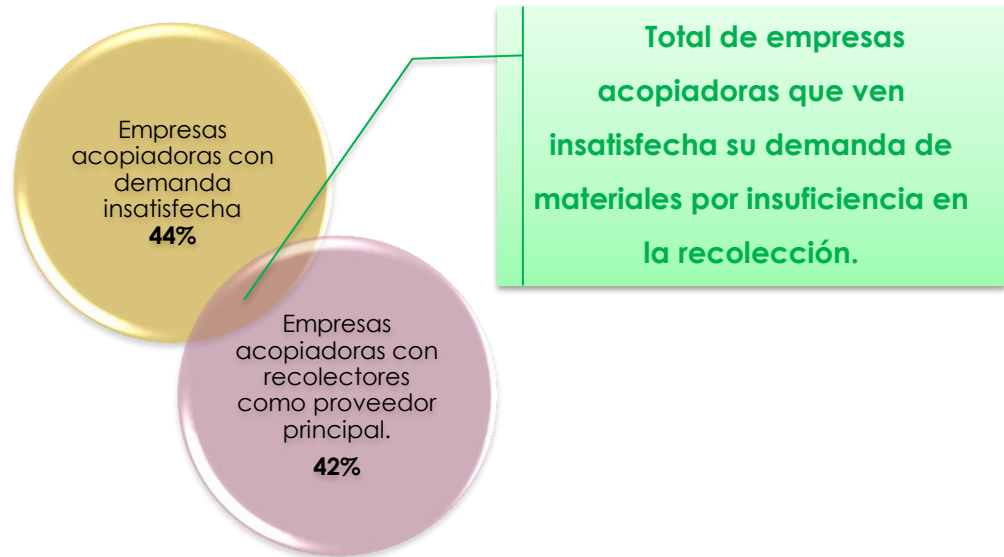 Empresas
acopiadoras con
demanda
insatisfecha
44%
Total de empresas
acopiadoras que ven
insatisfecha su demanda de
materiales por insuficiencia en
la recolección.
Empresas
acopiadoras con
recolectores
como proveedor
principal.
42%